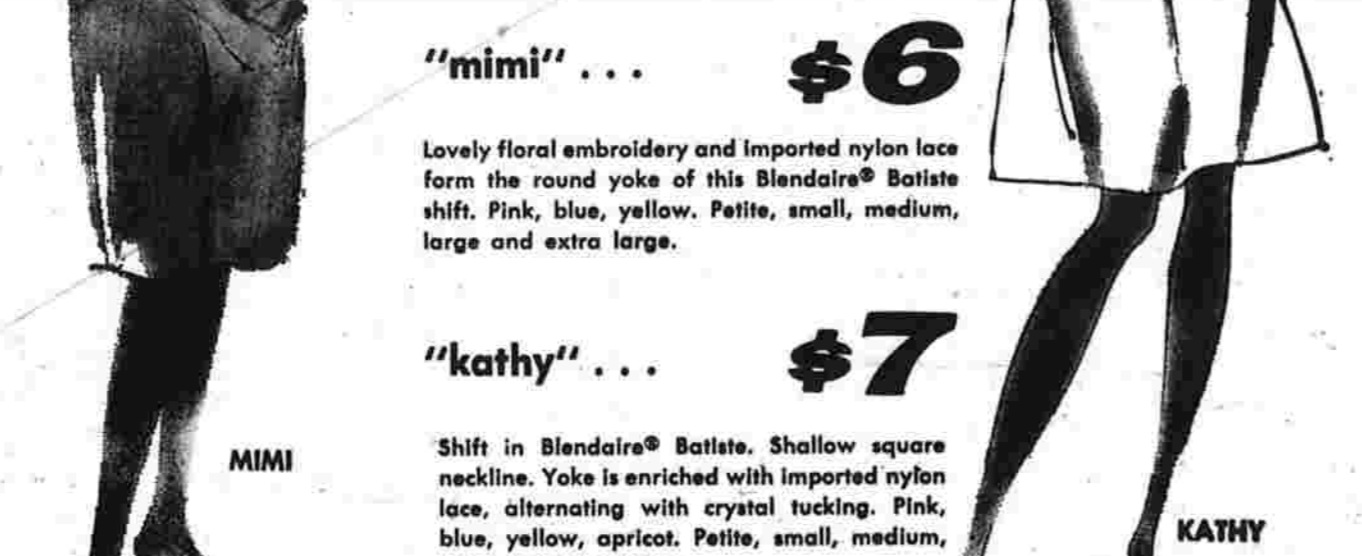 "mimi" . . . $6
Lovely floral embroidery and imported nylon lace
form the round yoke of this Blendaire® Batiste
shift. Pink, blue, yellow. Petite, small, medium,
large and extra large.
"kathy" . . . $7
Shift in Blendaire® Batiste. Shallow square
neckline. Yoke is enriched with imported nylon
lace, alternating with crystal tucking. Pink,
blue, yellow, apricot. Petite, small, medium,
MIMI
KATHY